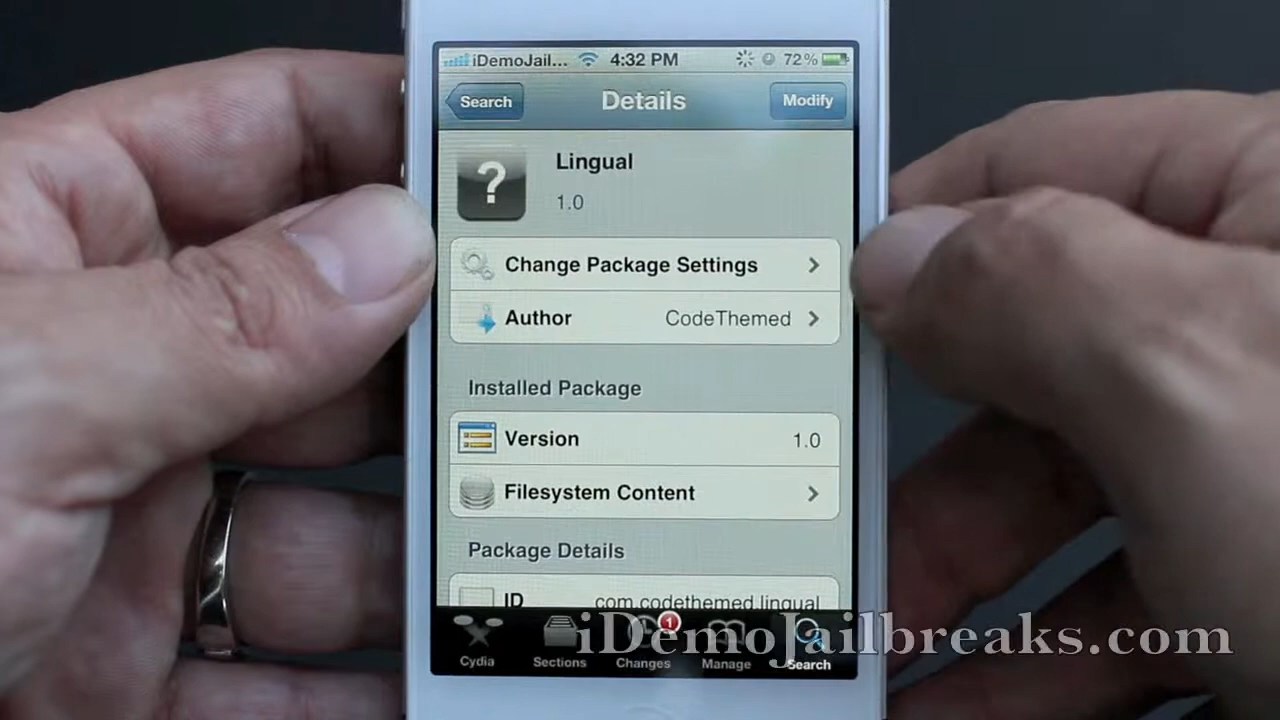 iDemoJail... 4:32 PM 72%
Search Details Modify
?
Lingual
1.0
Change Package Settings
Author CodeThemed
Installed Package
Version 1.0
Filesystem Content
Package Details
ID com.codethemed.lingual
1
iDemoJailbreaks.com
Cydia Sections Changes Manage Search